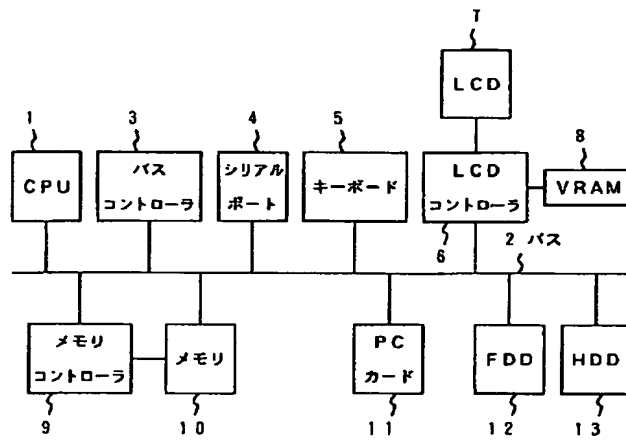 7
LCD
1
3
4
5
8
CPU
バス
コントローラ
シリアル
ポート
キーボード
LCD
コントローラ
VRAM
6
2 バス
メモリ
コントローラ
メモリ
PC
カード
FDD
HDD
9
10
11
12
13